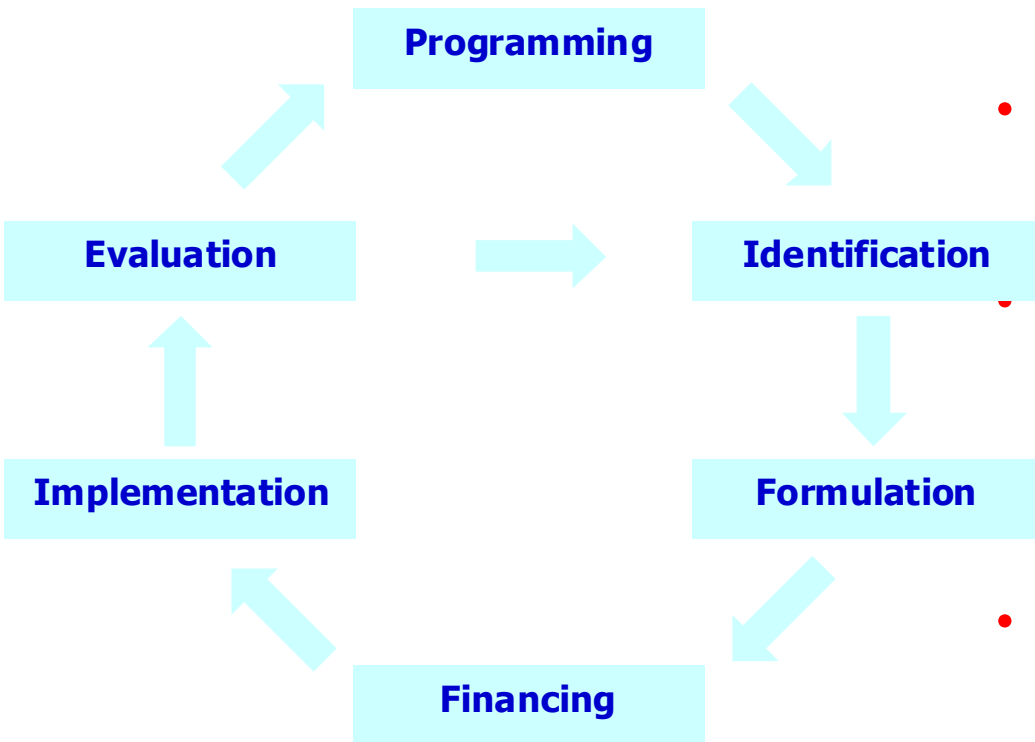 Programming
Evaluation
Identification
Implementation
Formulation
Financing